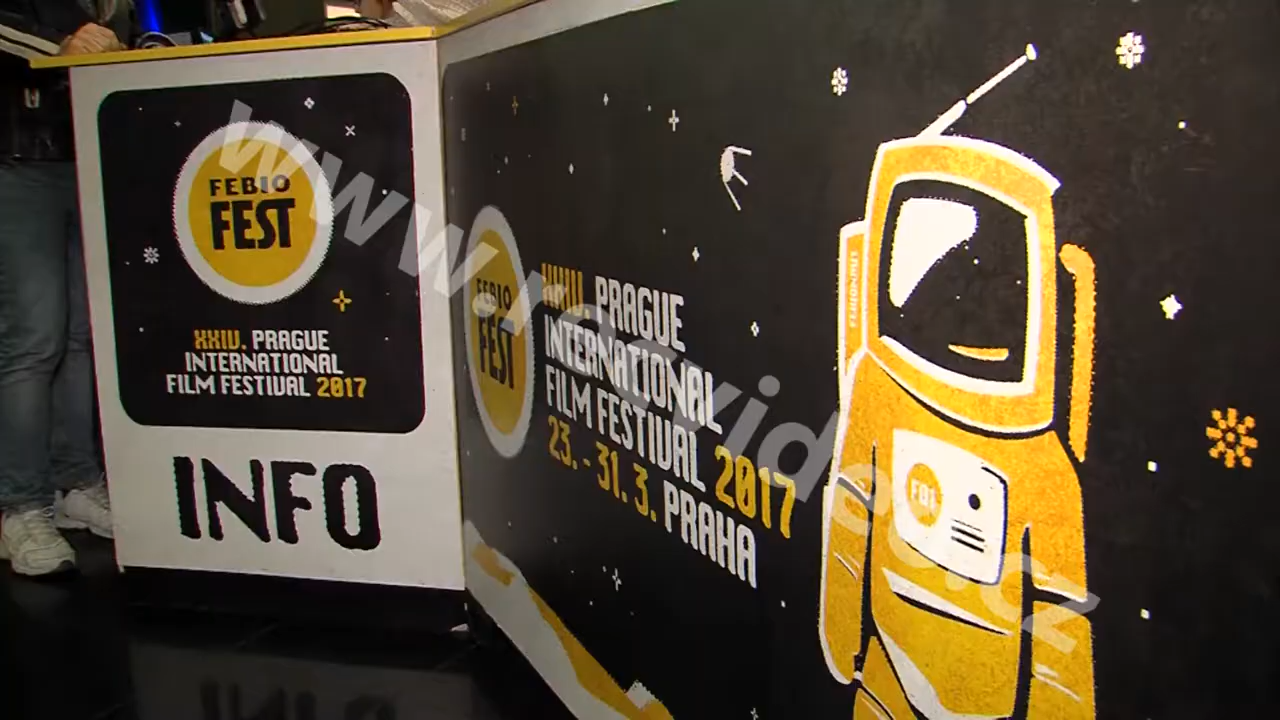 FEBIO
FEST
XXIV. PRAGUE
INTERNATIONAL
FILM FESTIVAL 2017
INFO
FEBIO
FEST
XXIV. PRAGUE
INTERNATIONAL
FILM FESTIVAL 2017
23. - 31. 3. PRAHA